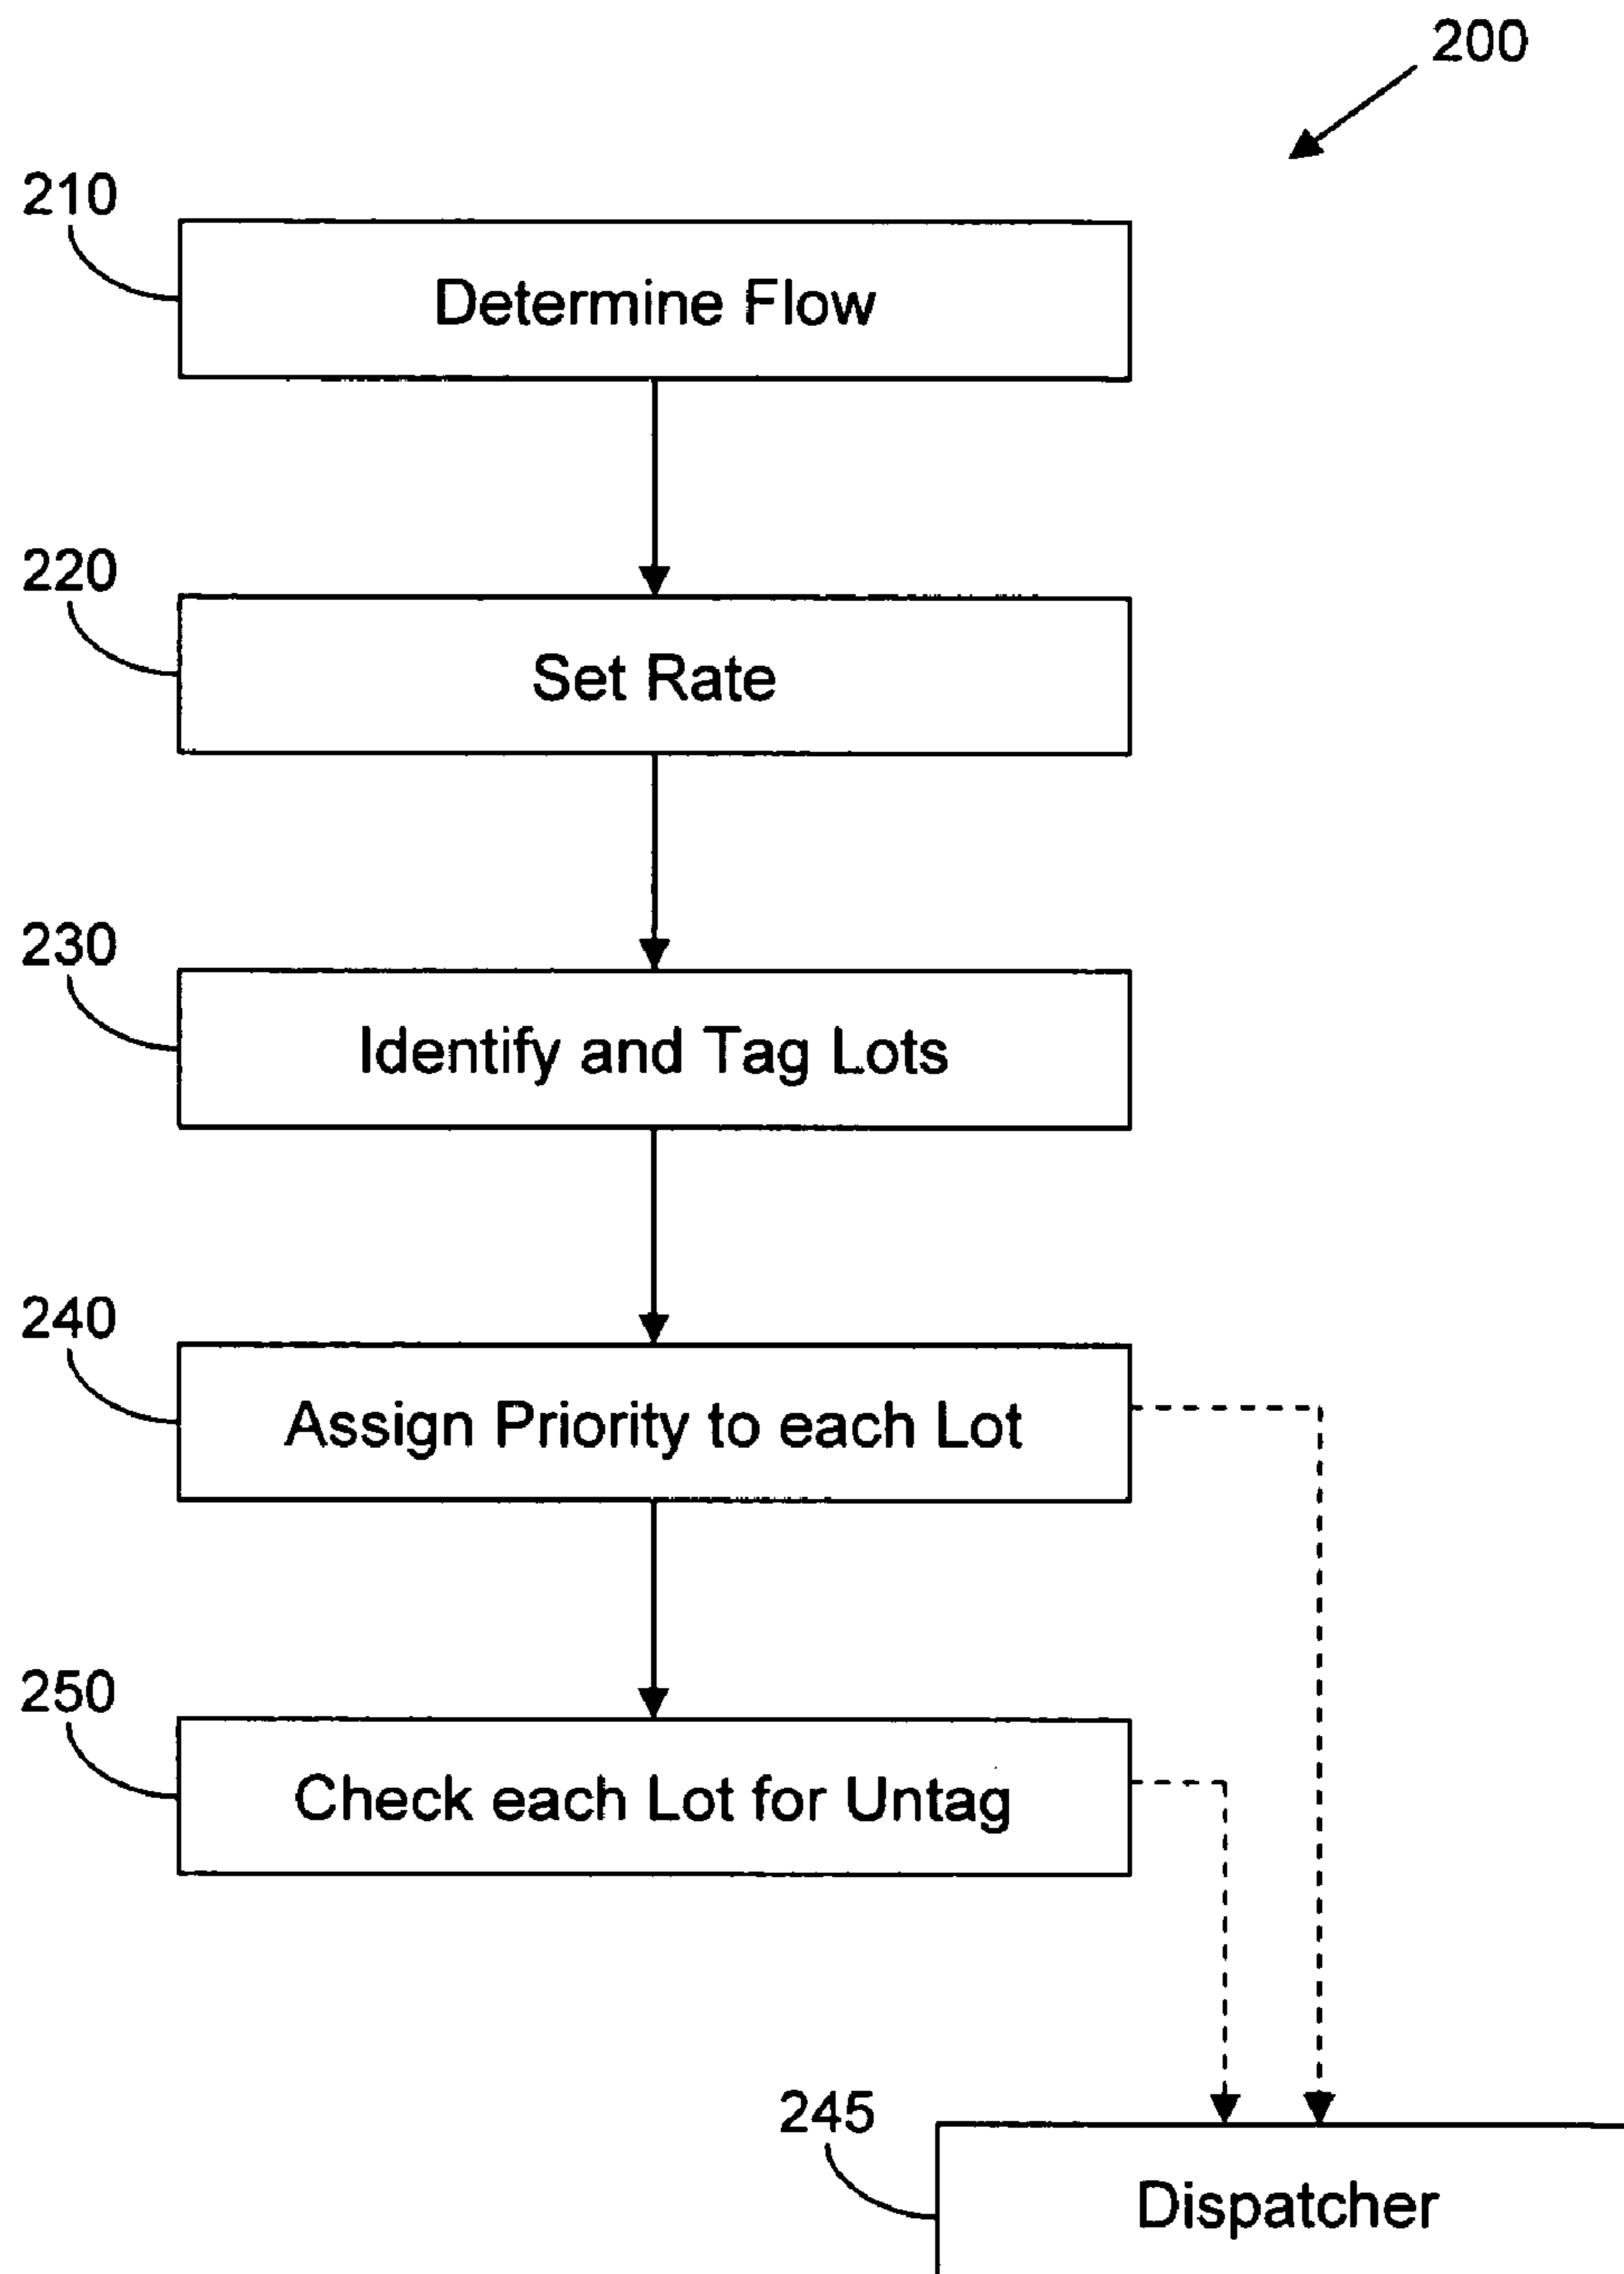 200
210
Determine Flow
220
Set Rate
230
Identify and Tag Lots
240
Assign Priority to each Lot
250
Check each Lot for Untag
245
Dispatcher